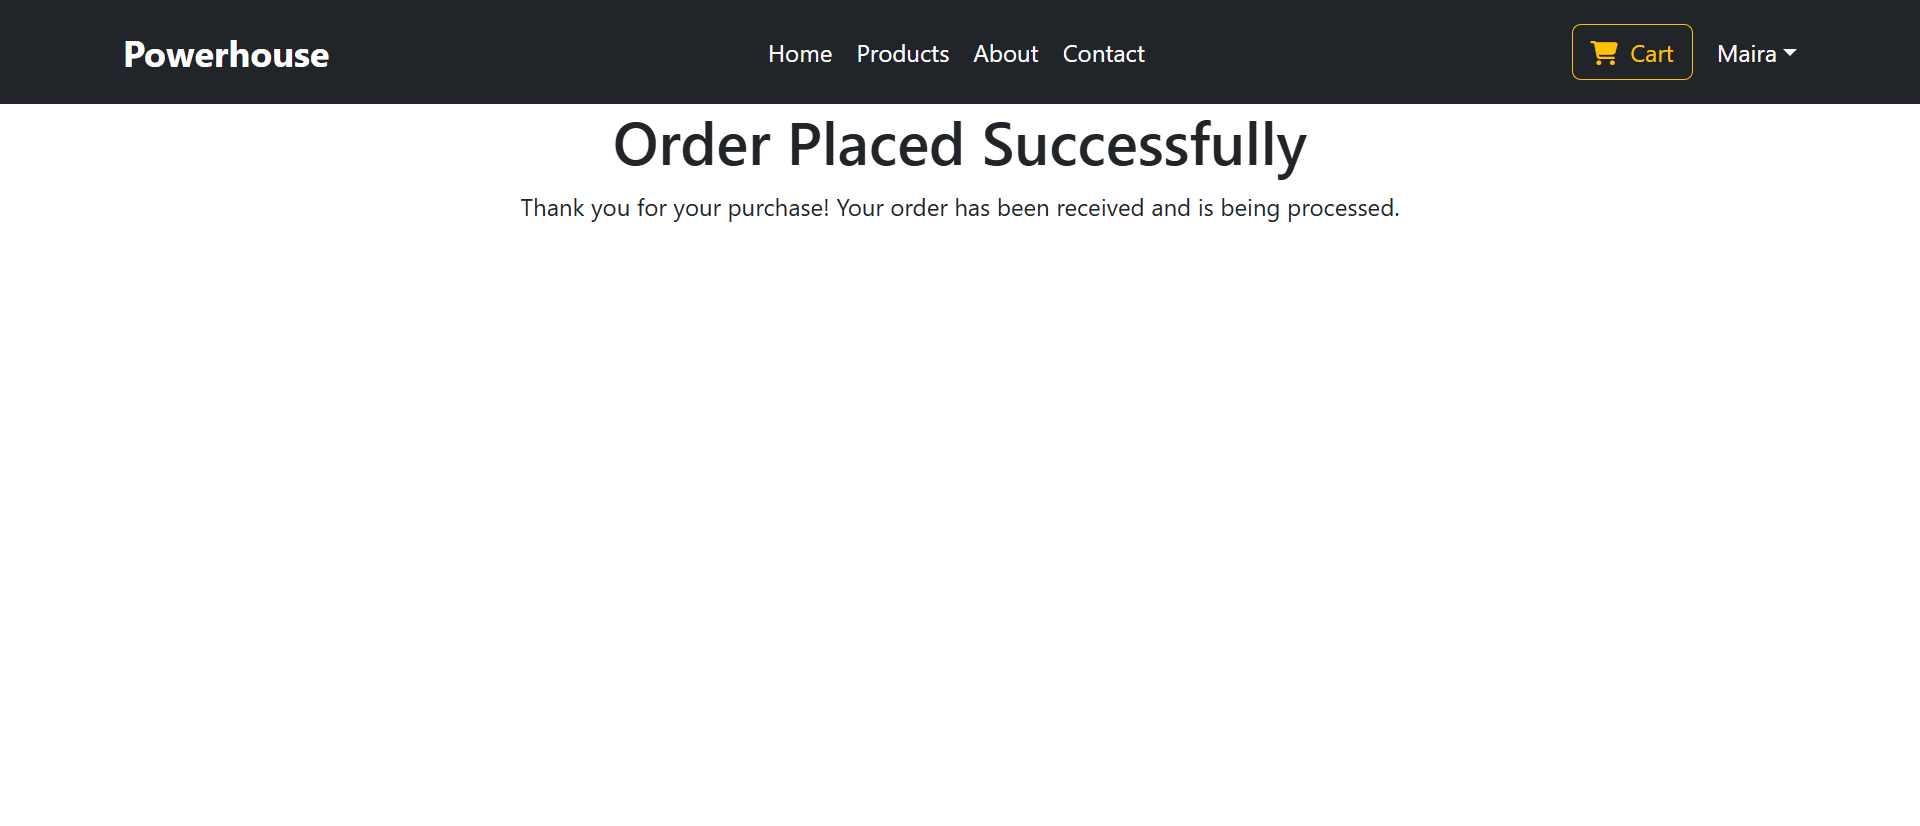 Powerhouse
Home Products About Contact
Cart
Maira
Order Placed Successfully
Thank you for your purchase! Your order has been received and is being processed.